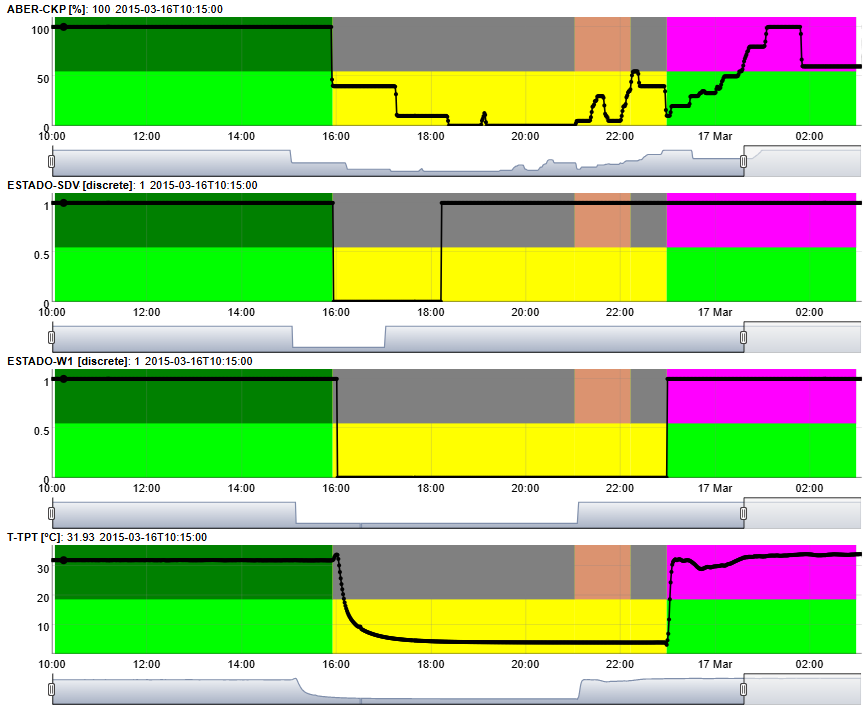 ABER-CKP [%]: 100 2015-03-16T10:15:00
100
50
0
10:00 12:00 14:00 16:00 18:00 20:00 22:00 17 Mar 02:00
ESTADO-SDV [discrete]: 1 2015-03-16T10:15:00
1
0.5
0
10:00 12:00 14:00 16:00 18:00 20:00 22:00 17 Mar 02:00
ESTADO-W1 [discrete]: 1 2015-03-16T10:15:00
1
0.5
0
10:00 12:00 14:00 16:00 18:00 20:00 22:00 17 Mar 02:00
T-TPT [ºC]: 31.93 2015-03-16T10:15:00
30
20
10
10:00 12:00 14:00 16:00 18:00 20:00 22:00 17 Mar 02:00